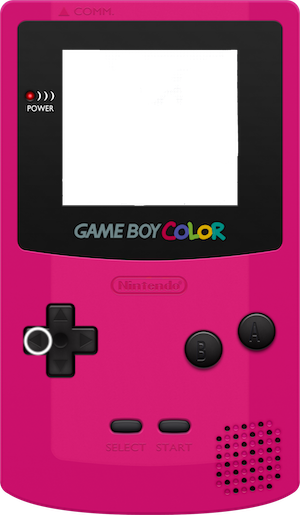 ▲ COMM.
POWER
GAME BOY COLOR
Nintendo
B A
SELECT START